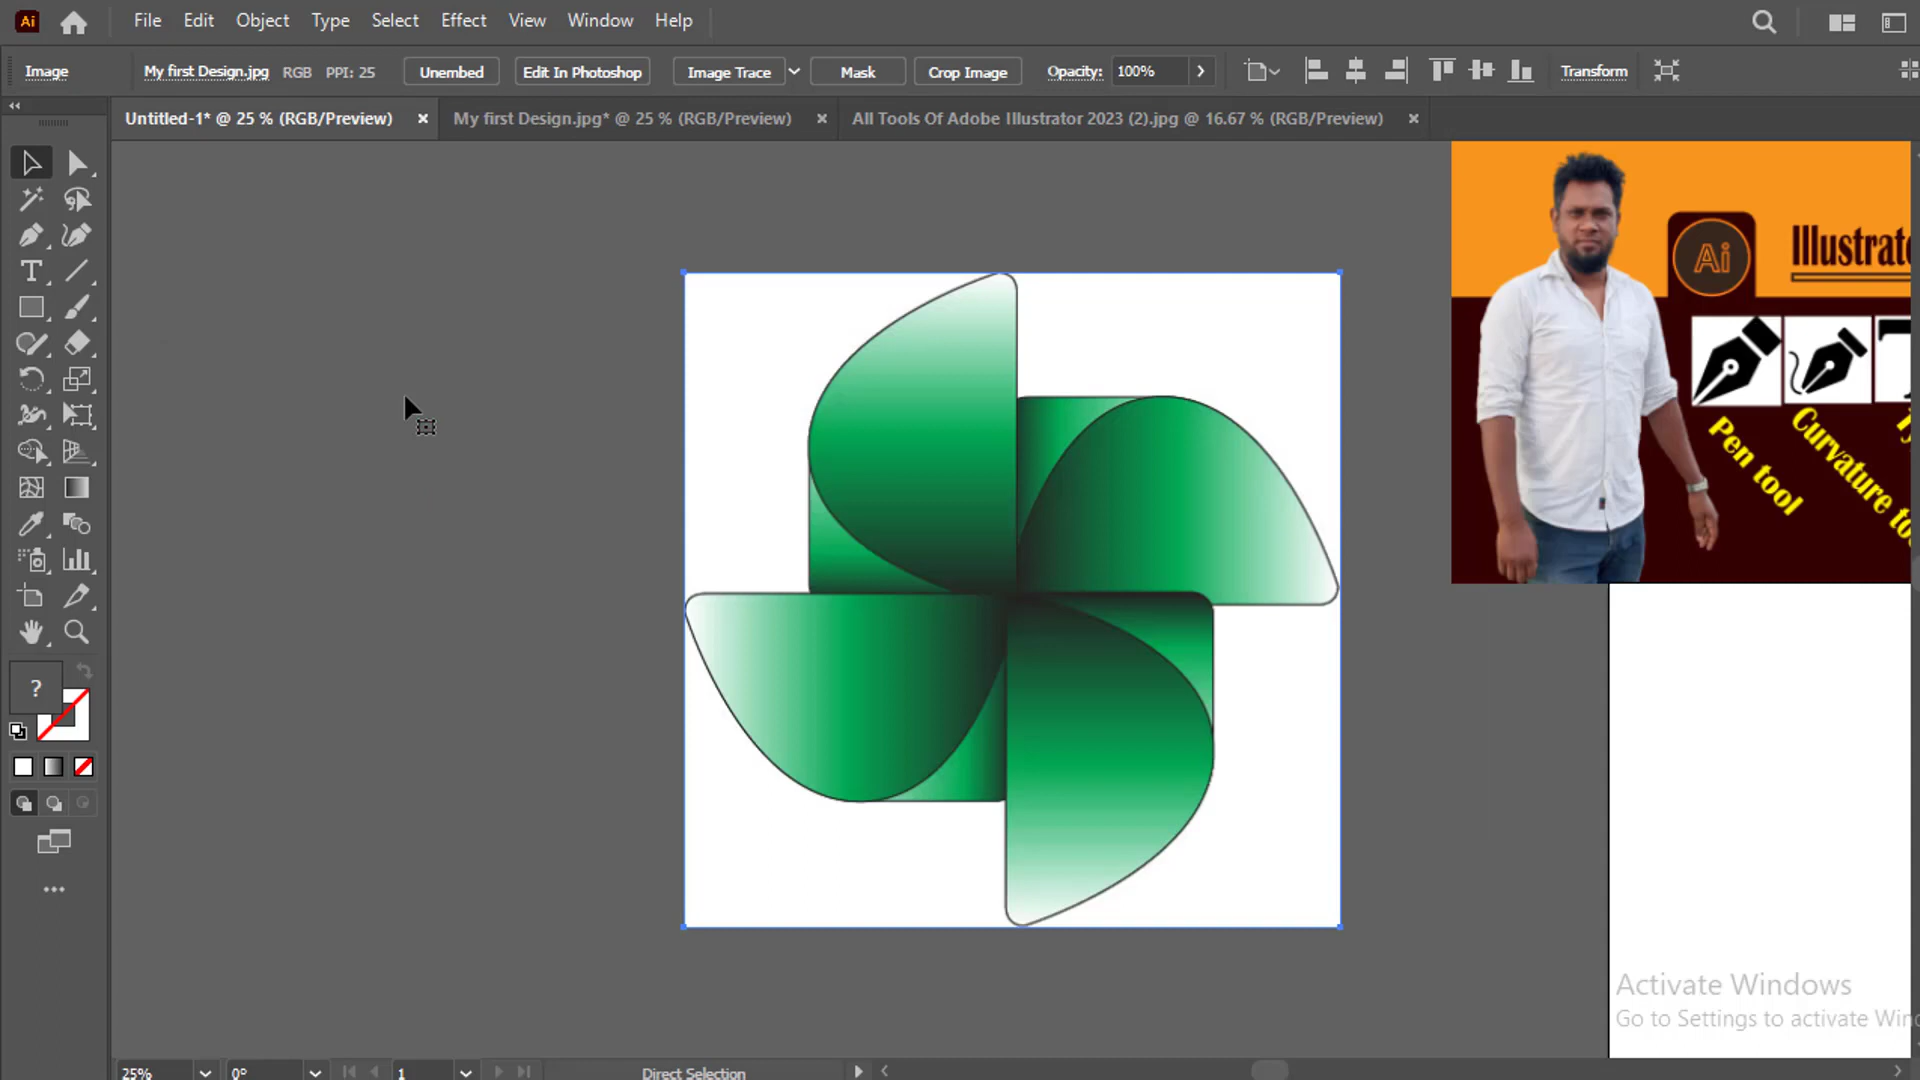 Ai File Edit Object Type Select Effect View Window Help
Image My first Design.jpg RGB PPI: 25 Unembed Edit In Photoshop Image Trace Mask Crop Image Opacity: 100% Transform
Untitled-1* @ 25 % (RGB/Preview) × My first Design.jpg* @ 25 % (RGB/Preview) × All Tools Of Adobe Illustrator 2023 (2).jpg @ 16.67 % (RGB/Preview) ×
Ai Illustrat
Pen tool
Curvature to
T
?
Activate Windows
Go to Settings to activate Win
25% 0° 1 Direct Selection